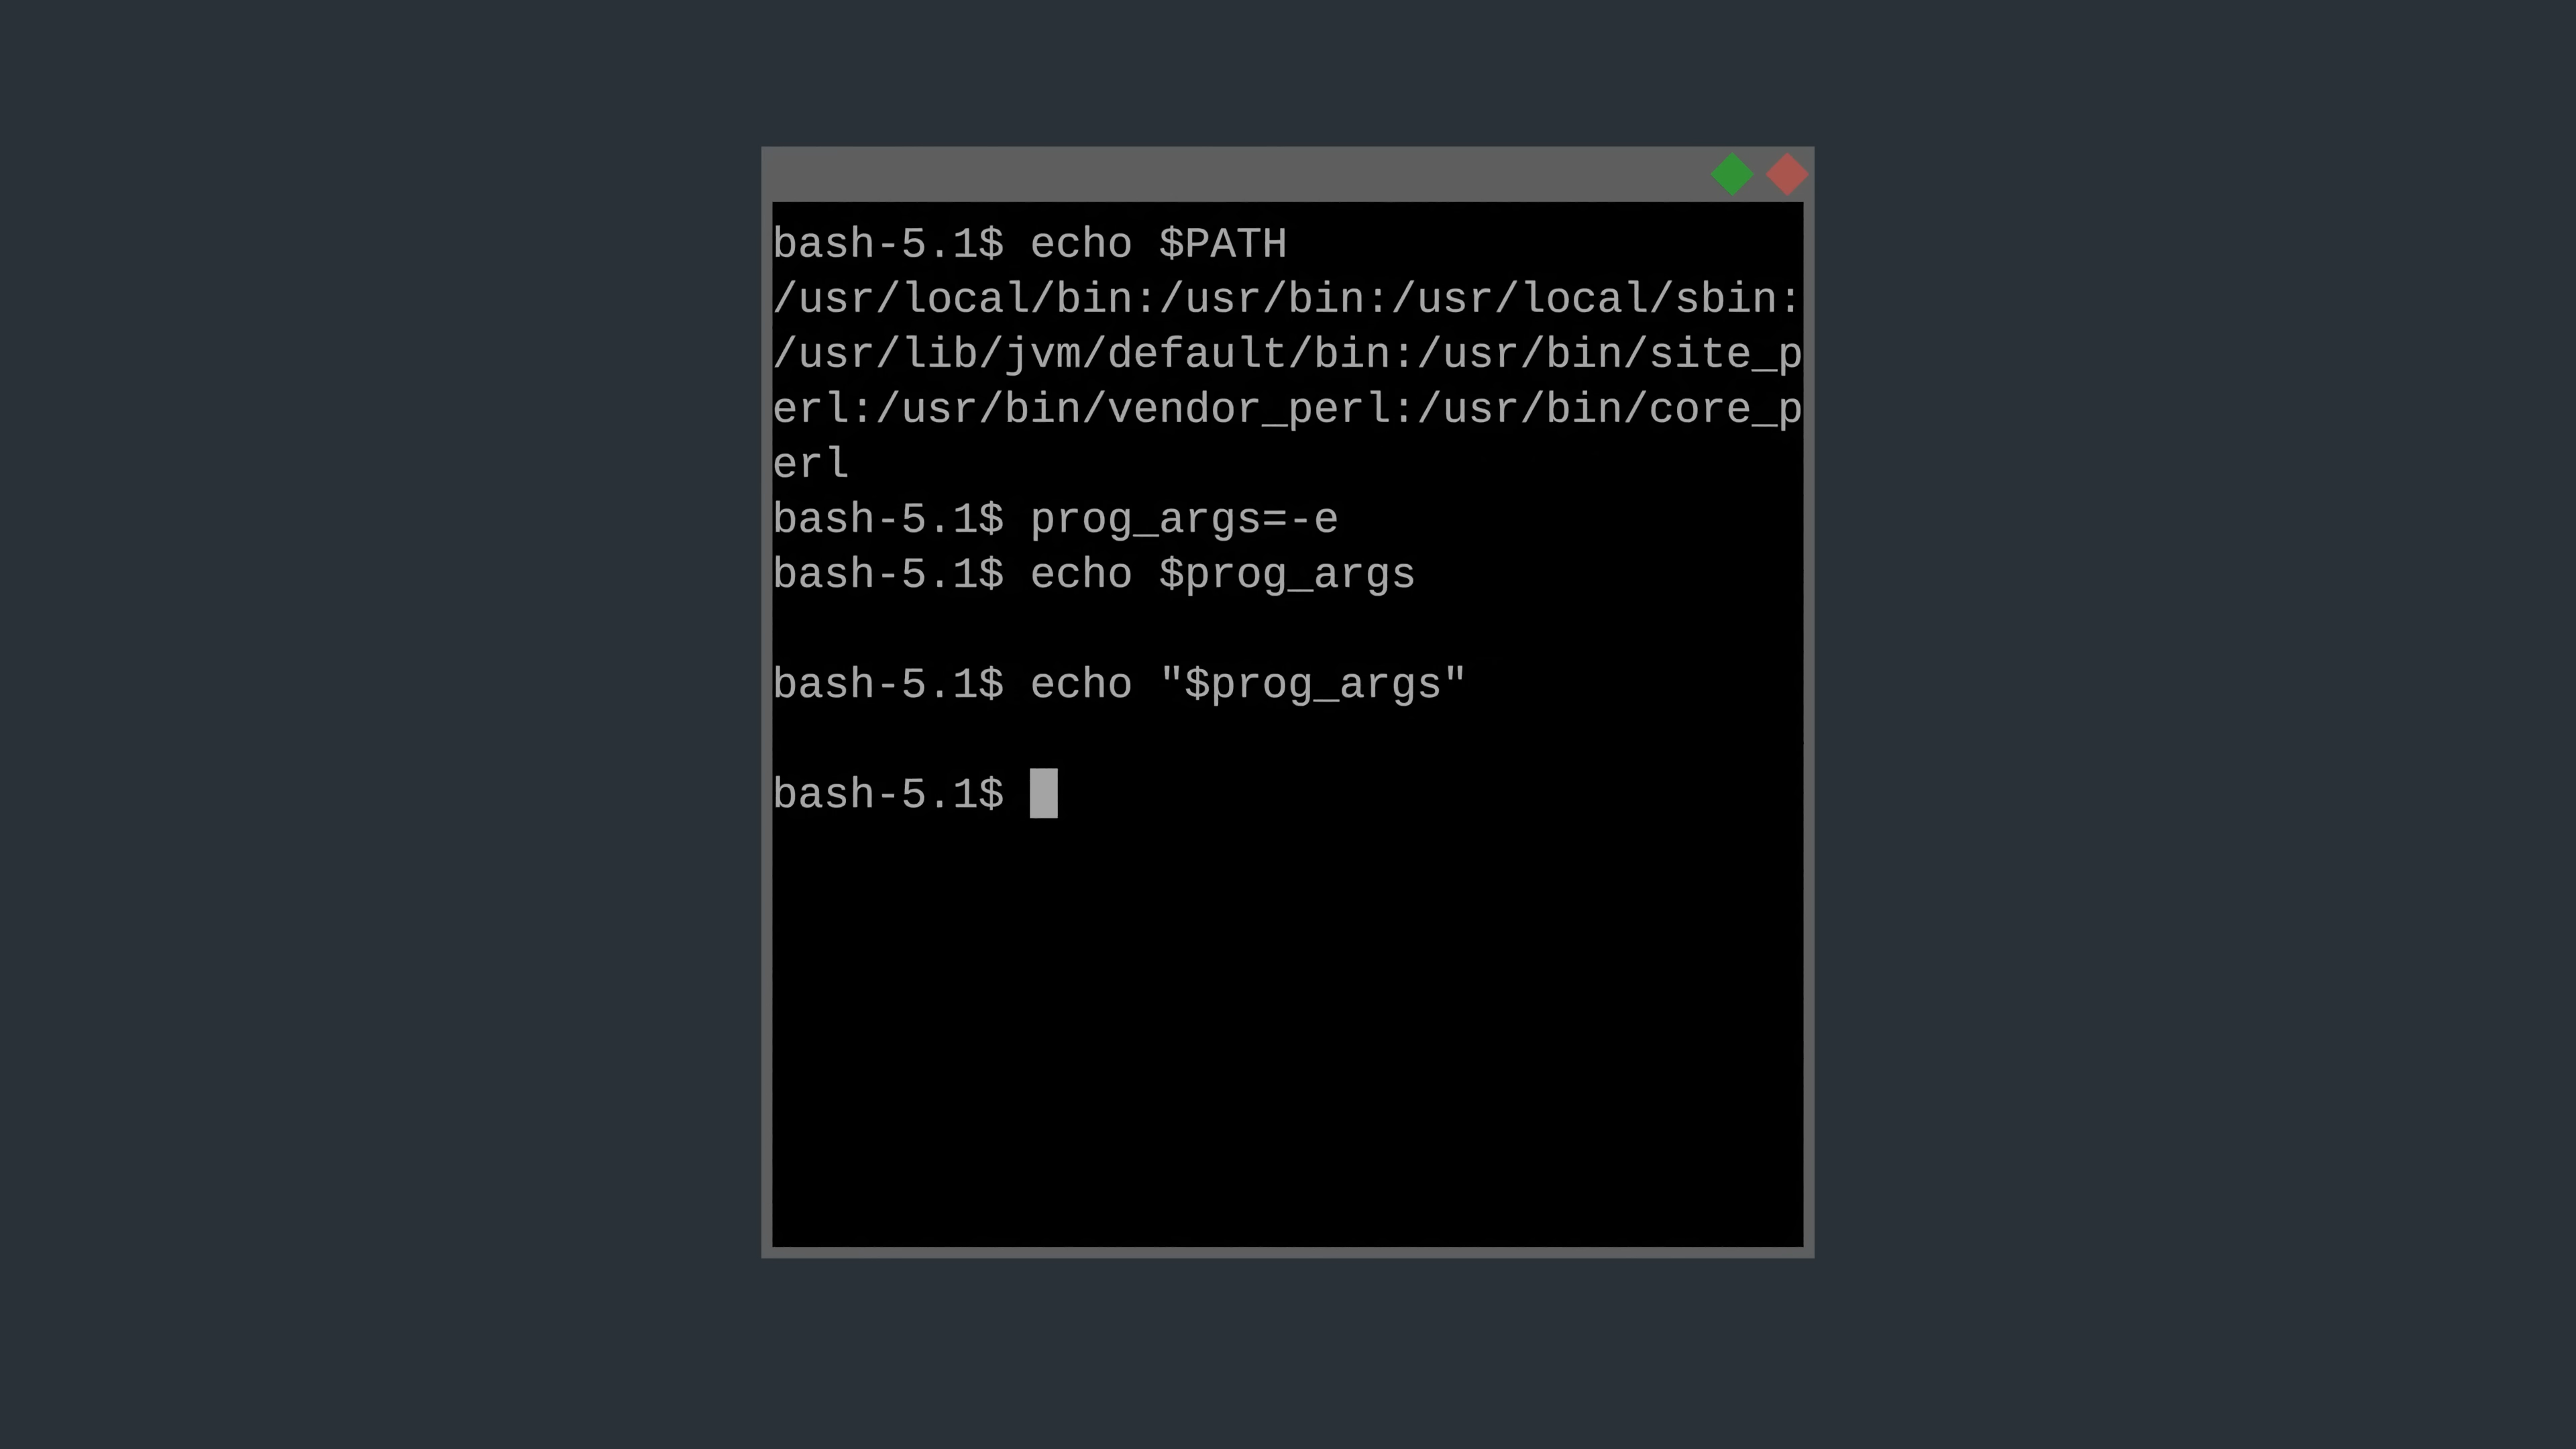 bash-5.1$ echo $PATH
/usr/local/bin:/usr/bin:/usr/local/sbin:
/usr/lib/jvm/default/bin:/usr/bin/site_p
erl:/usr/bin/vendor_perl:/usr/bin/core_p
erl
bash-5.1$ prog_args=-e
bash-5.1$ echo $prog_args
bash-5.1$ echo "$prog_args"
bash-5.1$